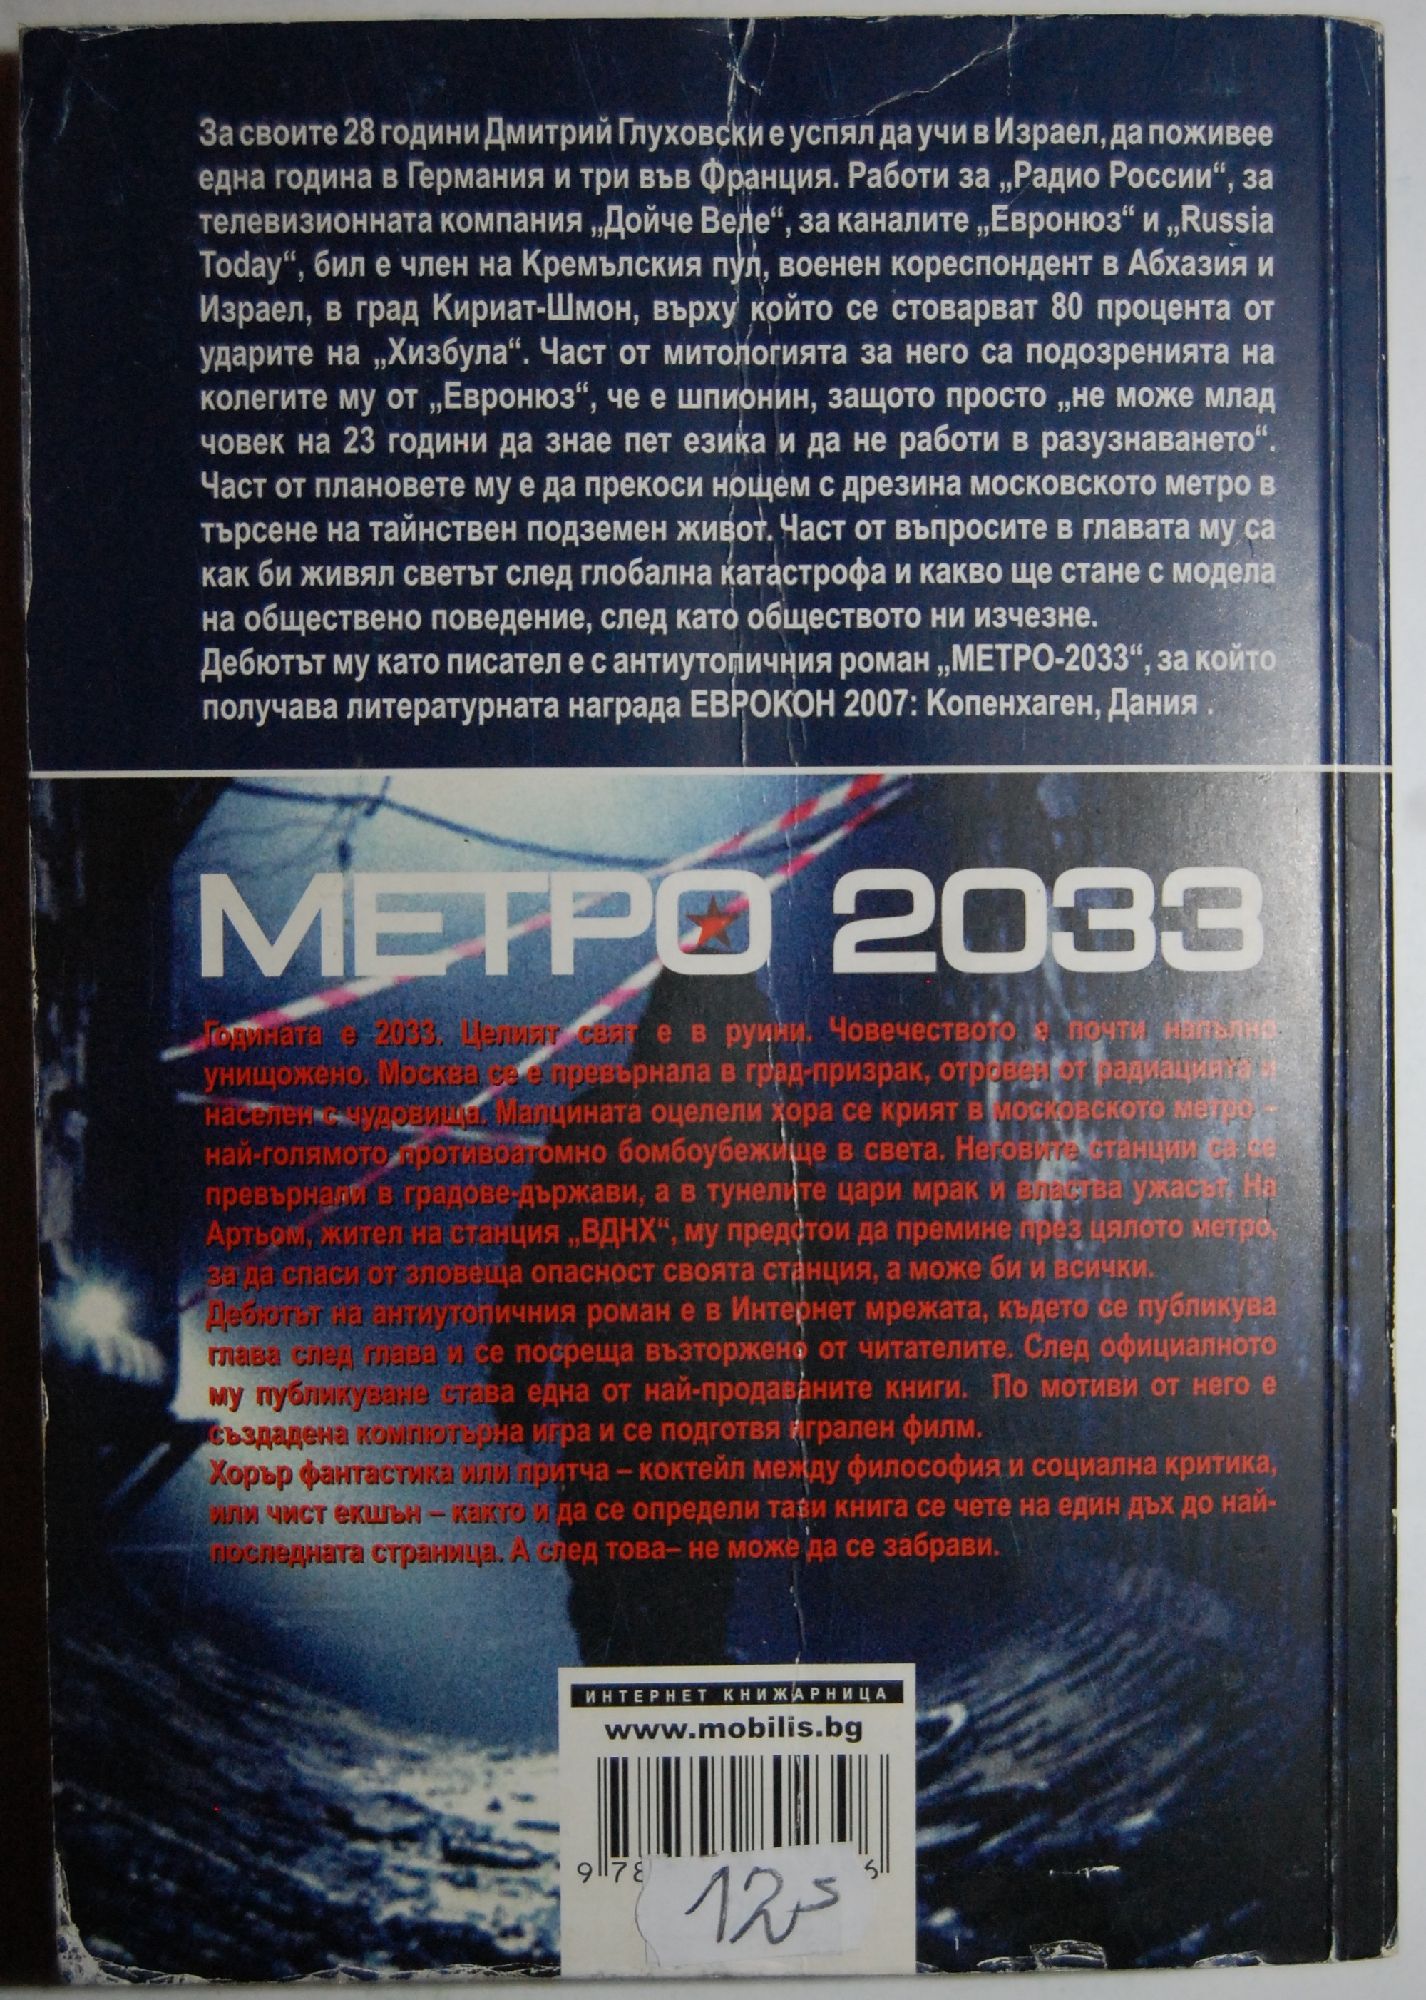 За своите 28 години Дмитрий Глуховски е успял да учи в Израел, да поживее
една година в Германия и три във Франция. Работи за „Радио России“, за
телевизионната компания „Дойче Веле“, за каналите „Евронюз“ и „Russia
Today“, бил е член на Кремълския пул, военен кореспондент в Абхазия и
Израел, в град Кириат-Шмон, върху който се стоварват 80 процента от
ударите на „Хизбула“. Част от митологията за него са подозренията на
колегите му от „Евронюз“, че е шпионин, защото просто „не може млад
човек на 23 години да знае пет езика и да не работи в разузнаването“.
Част от плановете му е да прекоси нощем с дрезина московското метро в
търсене на тайнствен подземен живот. Част от въпросите в главата му са
как би живял светът след глобална катастрофа и какво ще стане с модела
на обществено поведение, след като обществото ни изчезне.
Дебютът му като писател е с антиутопичния роман „МЕТРО-2033“, за който
получава литературната награда ЕВРОКОН 2007: Копенхаген, Дания .
МЕТРО 2033
Годината е 2033. Целият свят е в руини. Човечеството е почти напълно
унищожено. Москва се е превърнала в град-призрак, отровен от радиацията и
населен с чудовища. Малцината оцелели хора се крият в московското метро -
най-голямото противоатомно бомбоубежище в света. Неговите станции са се
превърнали в градове-държави, а в тунелите цари мрак и властва ужасът. На
Артьом, жител на станция „ВДНХ“, му предстои да премине през цялото метро,
за да спаси от зловеща опасност своята станция, а може би и всички.
Дебютът на антиутопичния роман е в Интернет мрежата, където се публикува
глава след глава и се посреща възторжено от читателите. След официалното
му публикуване става една от най-продаваните книги. По мотиви от него е
създадена компютърна игра и се подготвя игрален филм.
Хорър фантастика или притча – коктейл между философия и социална критика,
или чист екшън – както и да се определи тази книга се чете на един дъх до най-
последната страница. А след това– не може да се забрави.
ИНТЕРНЕТ КНИЖАРНИЦА
www.mobilis.bg
9 78
12,5